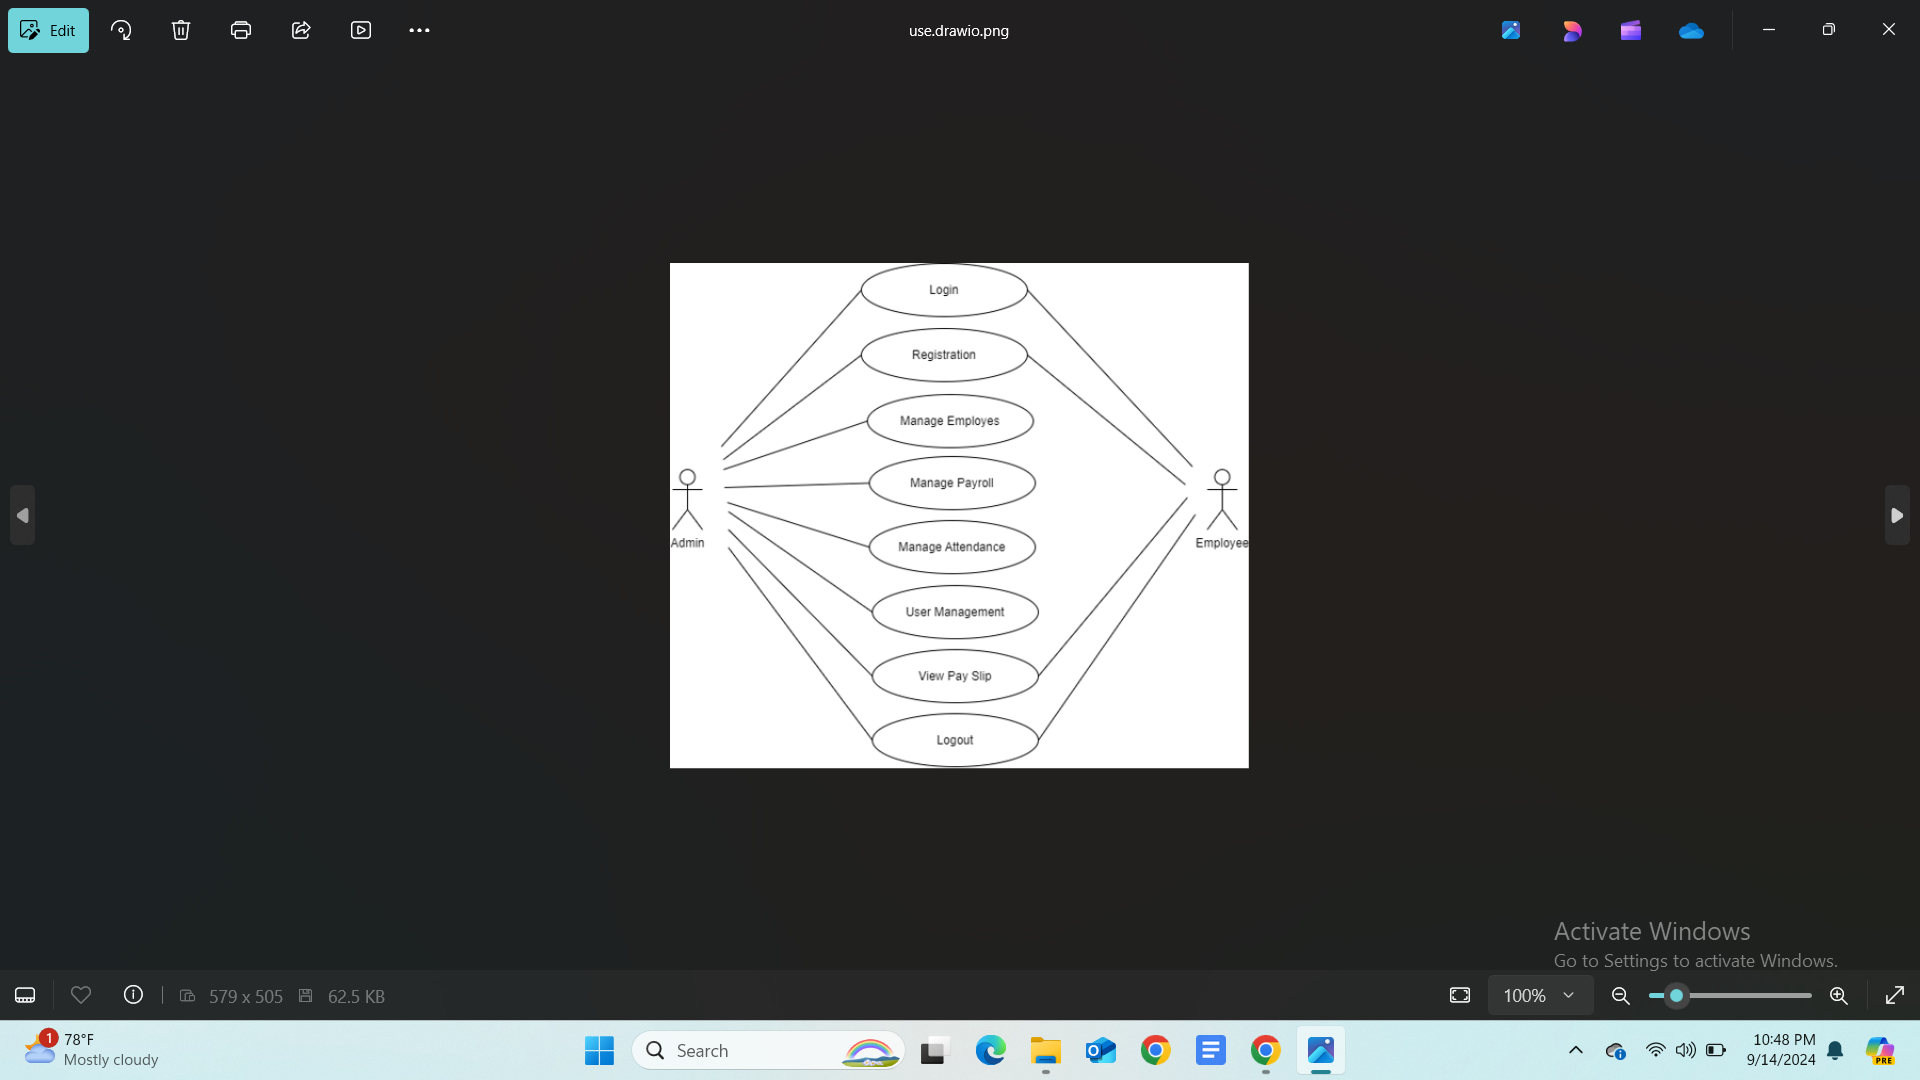 Edit
use.drawio.png
Login
Registration
Manage Employes
Manage Payroll
Admin
Employee
Manage Attendance
User Management
View Pay Slip
Logout
Activate Windows
Go to Settings to activate Windows.
579 x 505
62.5 KB
100%
1
78°F
Mostly cloudy
Search
10:48 PM
9/14/2024
PRE